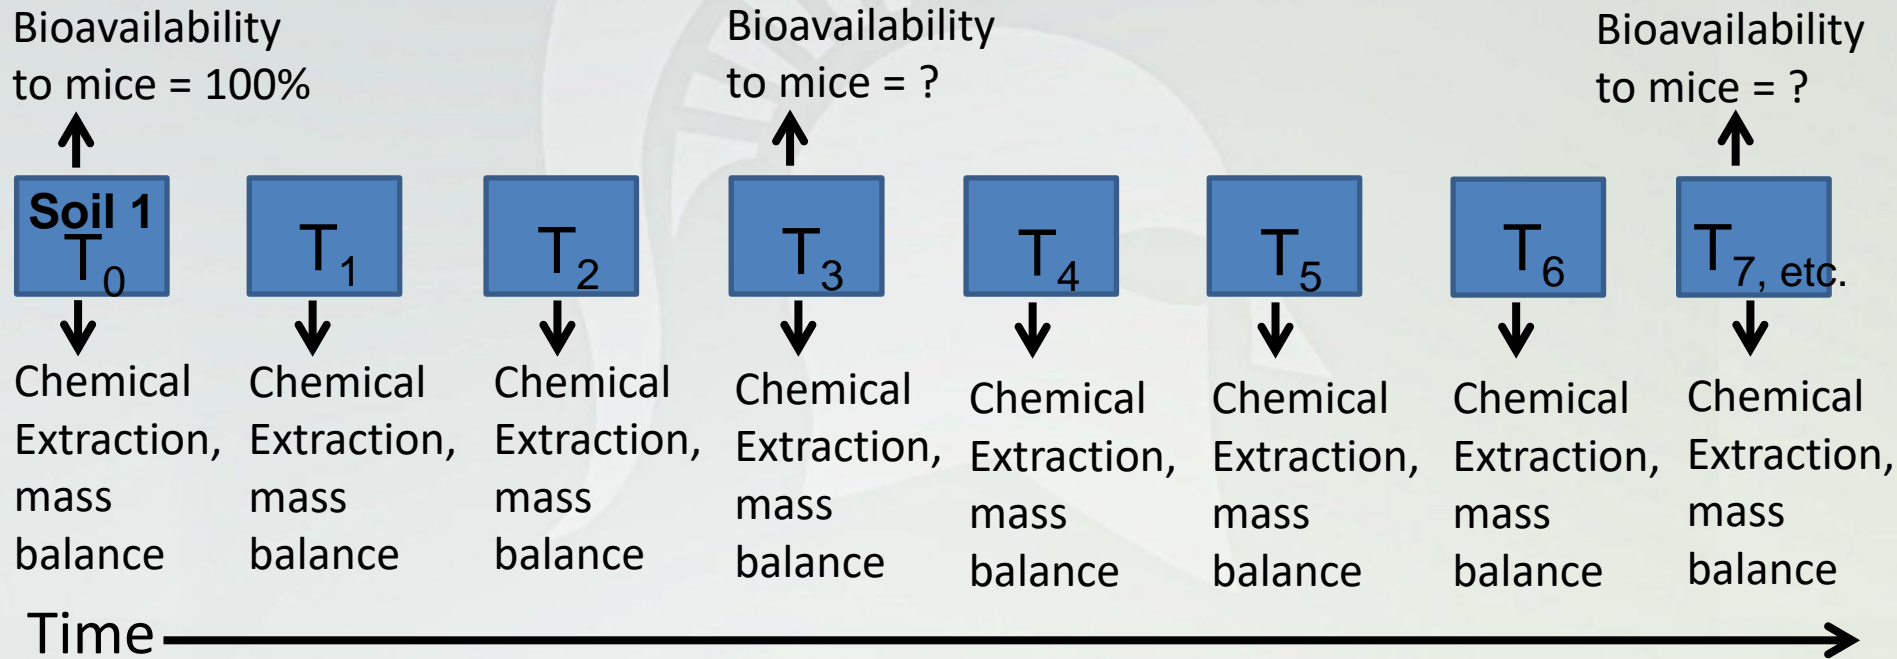 Bioavailability
to mice = 100%
Bioavailability
to mice = ?
Bioavailability
to mice = ?
Soil 1
T0
T1
T2
T3
T4
T5
T6
T7, etc.
Chemical
Extraction,
mass
balance
Chemical
Extraction,
mass
balance
Chemical
Extraction,
mass
balance
Chemical
Extraction,
mass
balance
Chemical
Extraction,
mass
balance
Chemical
Extraction,
mass
balance
Chemical
Extraction,
mass
balance
Chemical
Extraction,
mass
balance
Time